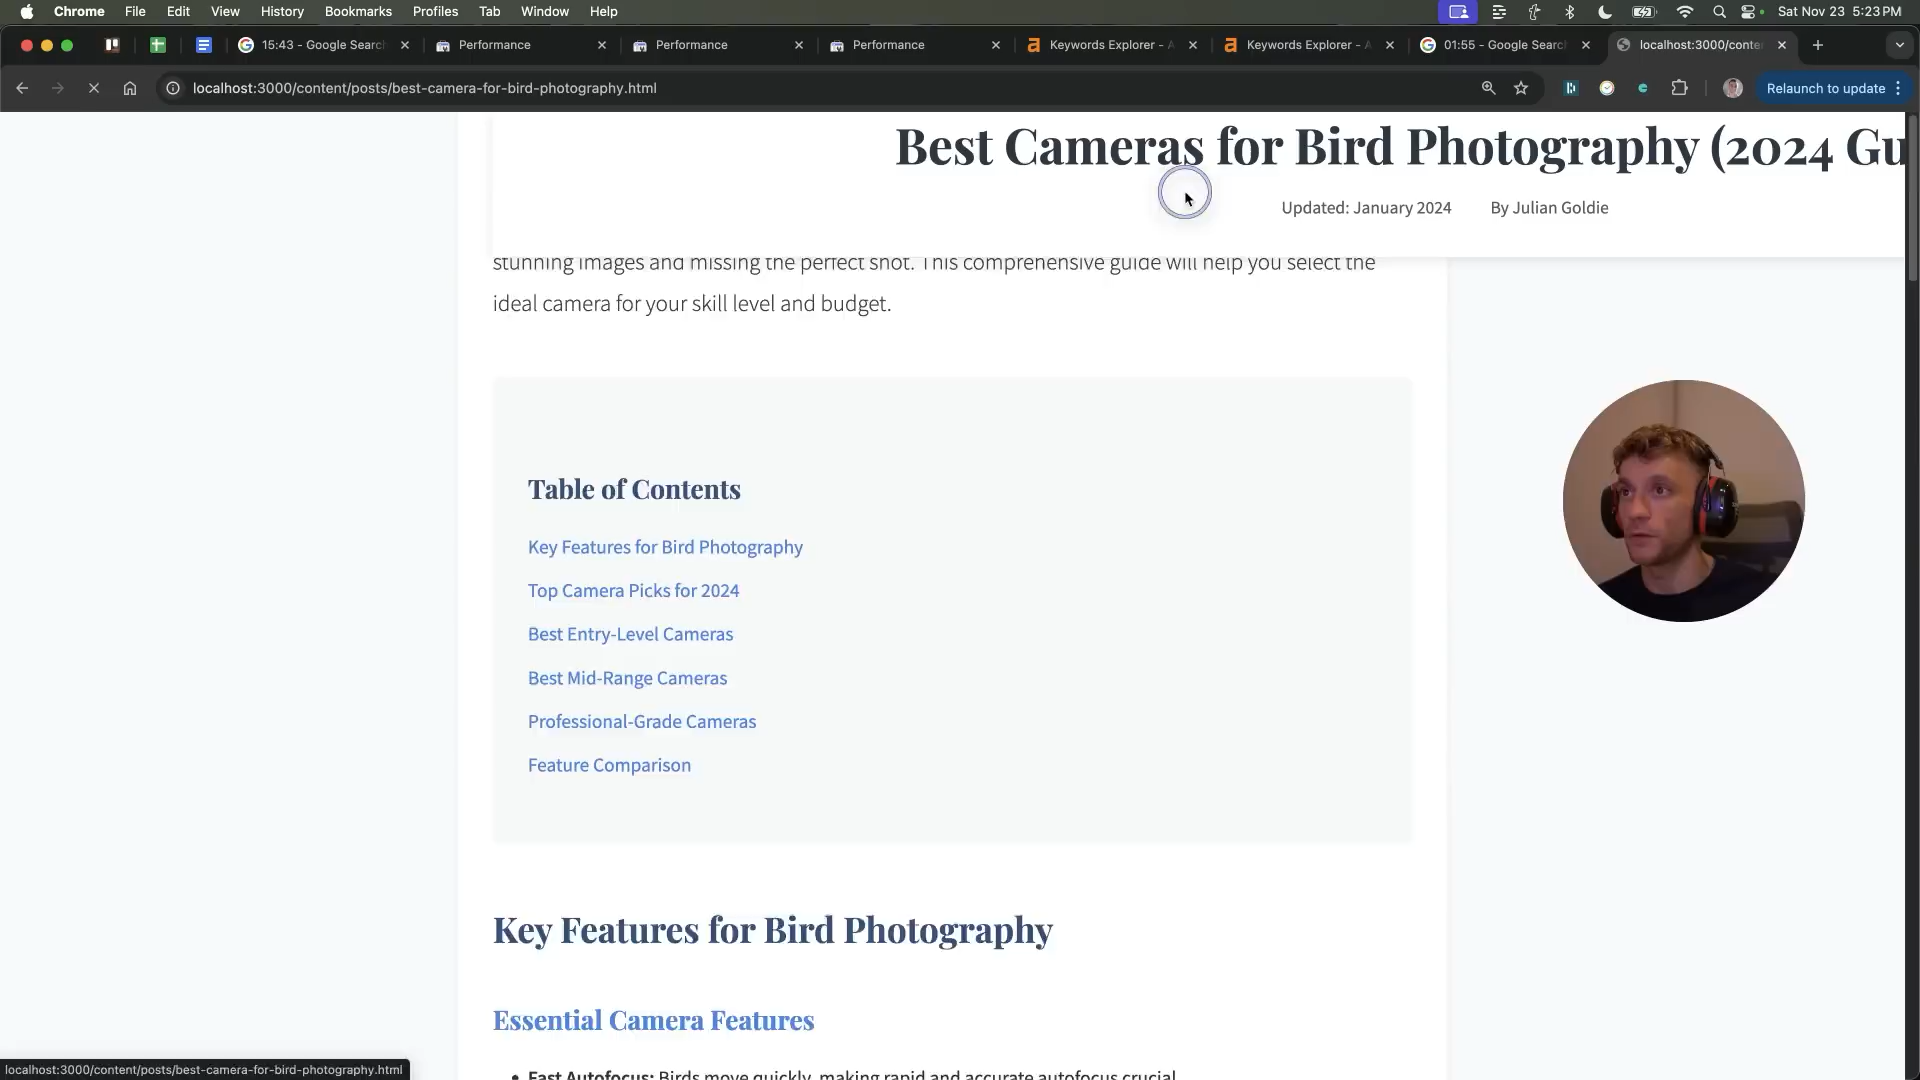 Chrome File Edit View History Bookmarks Profiles Tab Window Help Sat Nov 23 5:23 PM
15:43 - Google Searc Performance Performance Performance Keywords Explorer - A Keywords Explorer - A 01:55 - Google Searc localhost:3000/conte
localhost:3000/content/posts/best-camera-for-bird-photography.html Relaunch to update
Best Cameras for Bird Photography (2024 Gu
Updated: January 2024 By Julian Goldie
stunning images and missing the perfect shot. This comprehensive guide will help you select the
ideal camera for your skill level and budget.
Table of Contents
Key Features for Bird Photography
Top Camera Picks for 2024
Best Entry-Level Cameras
Best Mid-Range Cameras
Professional-Grade Cameras
Feature Comparison
Key Features for Bird Photography
Essential Camera Features
Fast Autofocus: Birds move quickly, making rapid and accurate autofocus crucial
localhost:3000/content/posts/best-camera-for-bird-photography.html